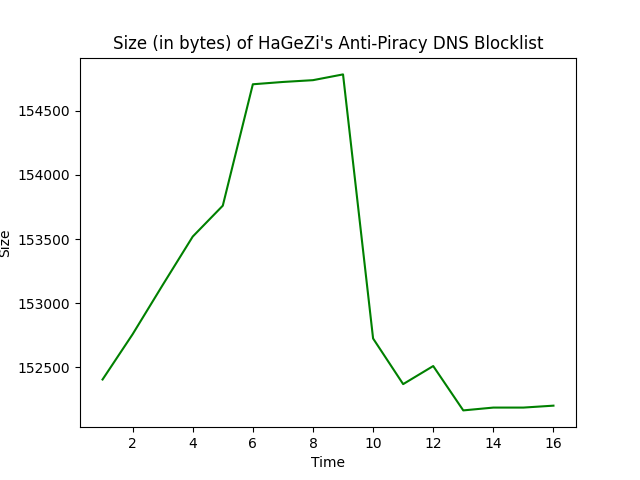 Size (in bytes) of HaGeZi's Anti-Piracy DNS Blocklist
154500
154000
153500
153000
152500
Size
2 4 6 8 10 12 14 16
Time